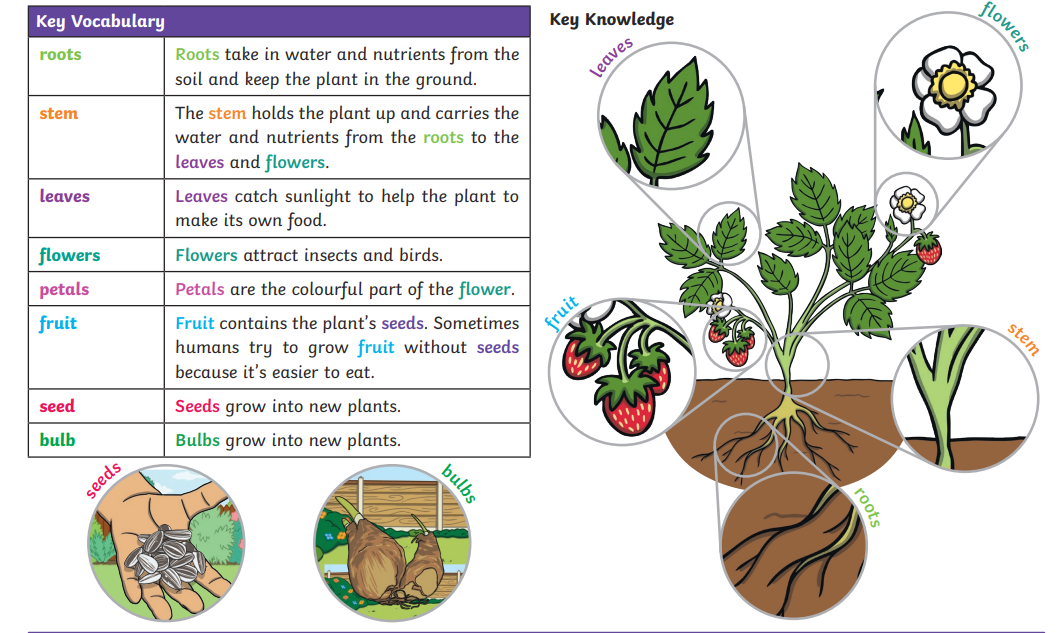 Key Vocabulary
roots
Roots take in water and nutrients from the
soil and keep the plant in the ground.
stem
The stem holds the plant up and carries the
water and nutrients from the roots to the
leaves and flowers.
leaves
Leaves catch sunlight to help the plant to
make its own food.
flowers
Flowers attract insects and birds.
petals
Petals are the colourful part of the flower.
fruit
Fruit contains the plant's seeds. Sometimes
humans try to grow fruit without seeds
because it's easier to eat.
seed
Seeds grow into new plants.
bulb
Bulbs grow into new plants.
seeds
bulbs
Key Knowledge
leaves
flowers
fruit
stem
roots